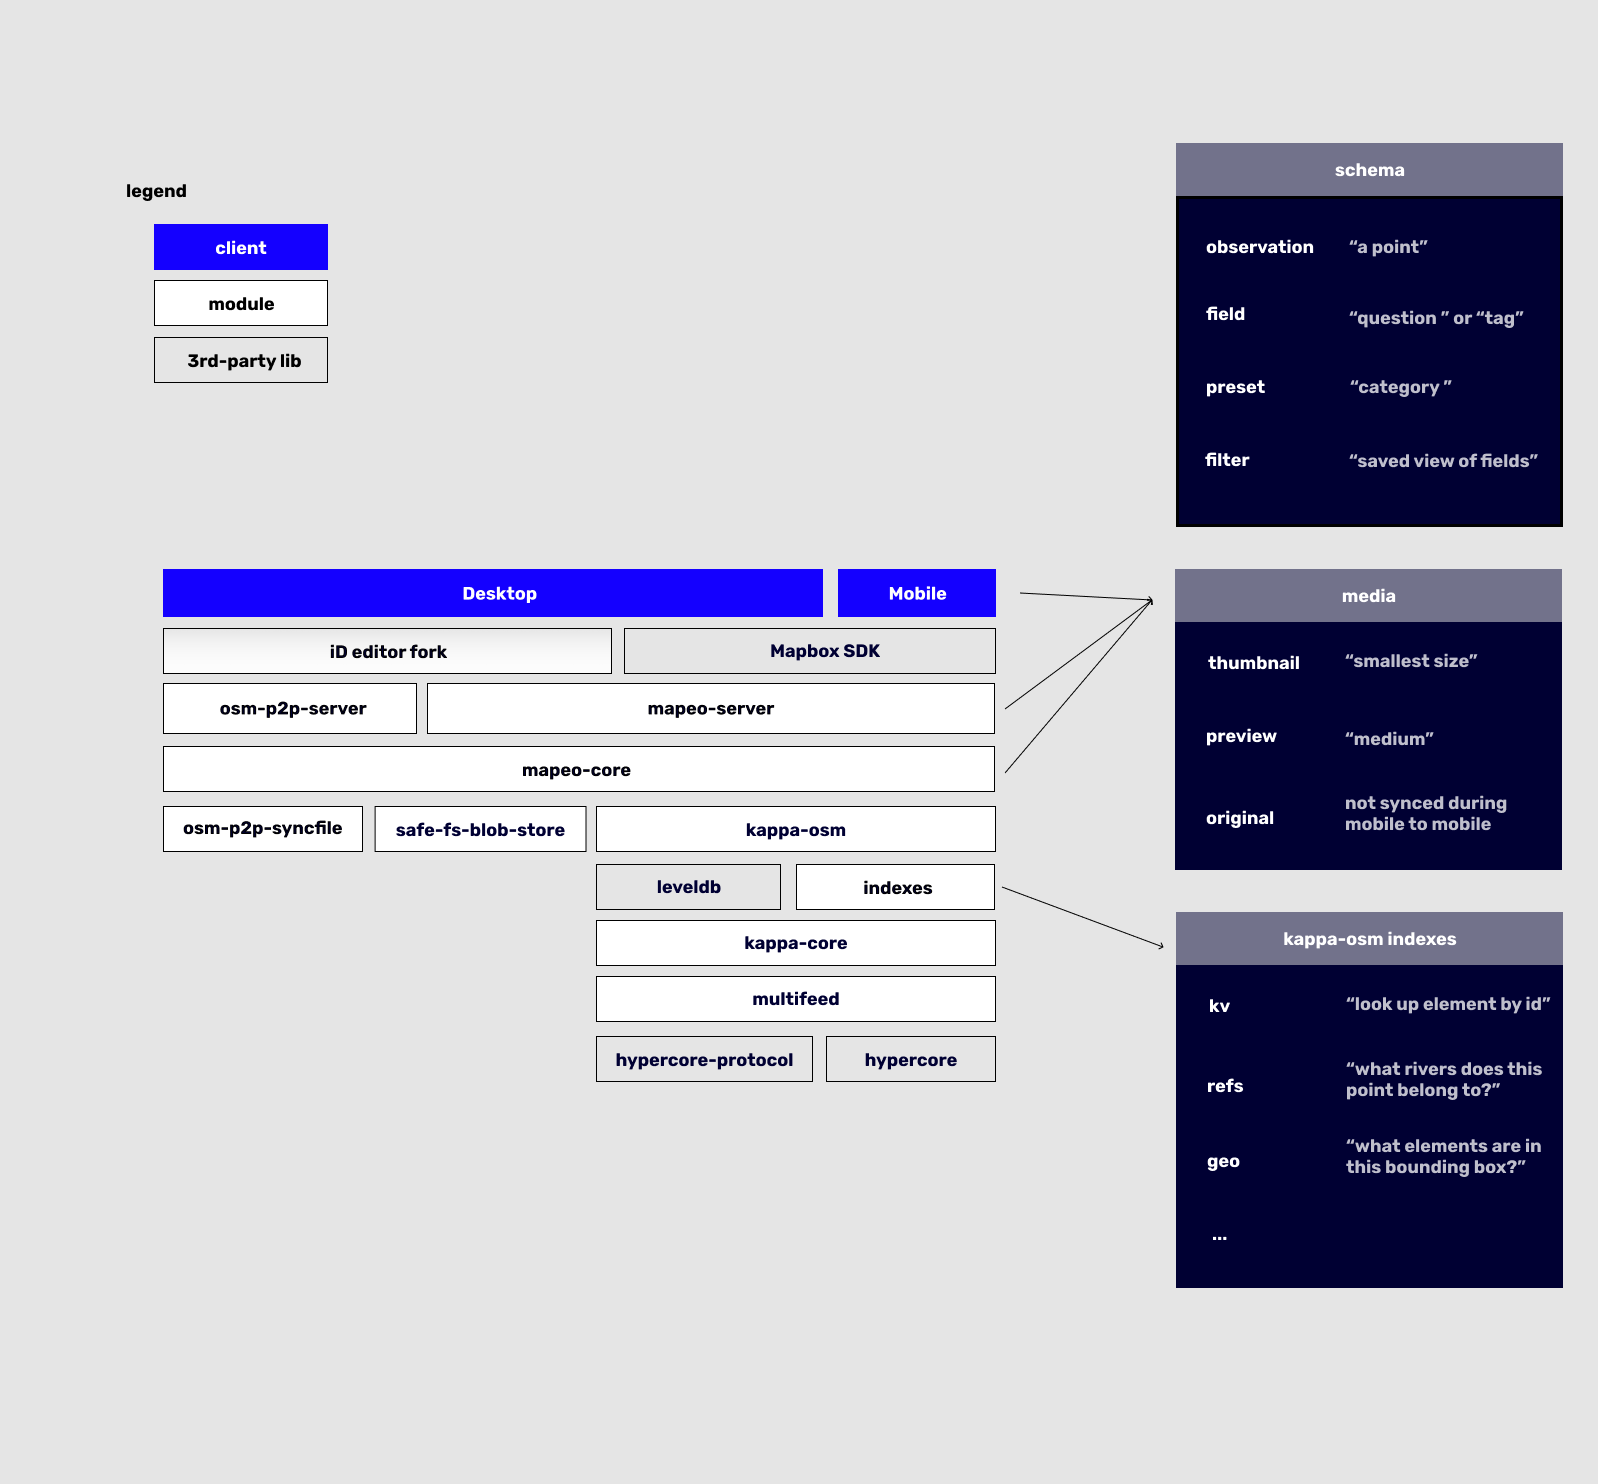 legend
client
module
3rd-party lib
Desktop
Mobile
iD editor fork
Mapbox SDK
osm-p2p-server
mapeo-server
mapeo-core
osm-p2p-syncfile
safe-fs-blob-store
kappa-osm
leveldb
indexes
kappa-core
multifeed
hypercore-protocol
hypercore
schema
observation “a point”
field “question ” or “tag”
preset “category ”
filter “saved view of fields”
media
thumbnail “smallest size”
preview “medium”
original not synced during
mobile to mobile
kappa-osm indexes
kv “look up element by id”
refs “what rivers does this
point belong to?”
geo “what elements are in
this bounding box?”
...